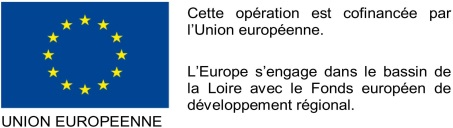 Cette opération est cofinancée par
l’Union européenne.
L’Europe s’engage dans le bassin de
la Loire avec le Fonds européen de
développement régional.
UNION EUROPEENNE